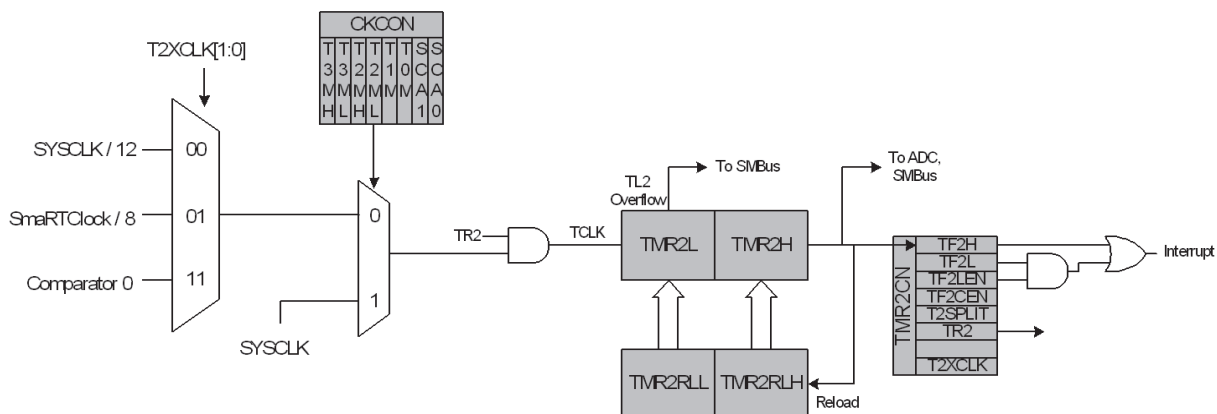 CKCON
T3MH T3ML T2MH T2ML T1M T0M SCA1 SCA0
T2XCLK[1:0]
SYSCLK / 12
00
SmaRTClock / 8
01
Comparator 0
11
0
1
SYSCLK
TR2
TCLK
TL2
Overflow
To SMBus
To ADC,
SMBus
TMR2L
TMR2H
TMR2RLL
TMR2RLH
Reload
TMR2CN
TF2H
TF2L
TF2LEN
TF2CEN
T2SPLIT
TR2
T2XCLK
Interrupt